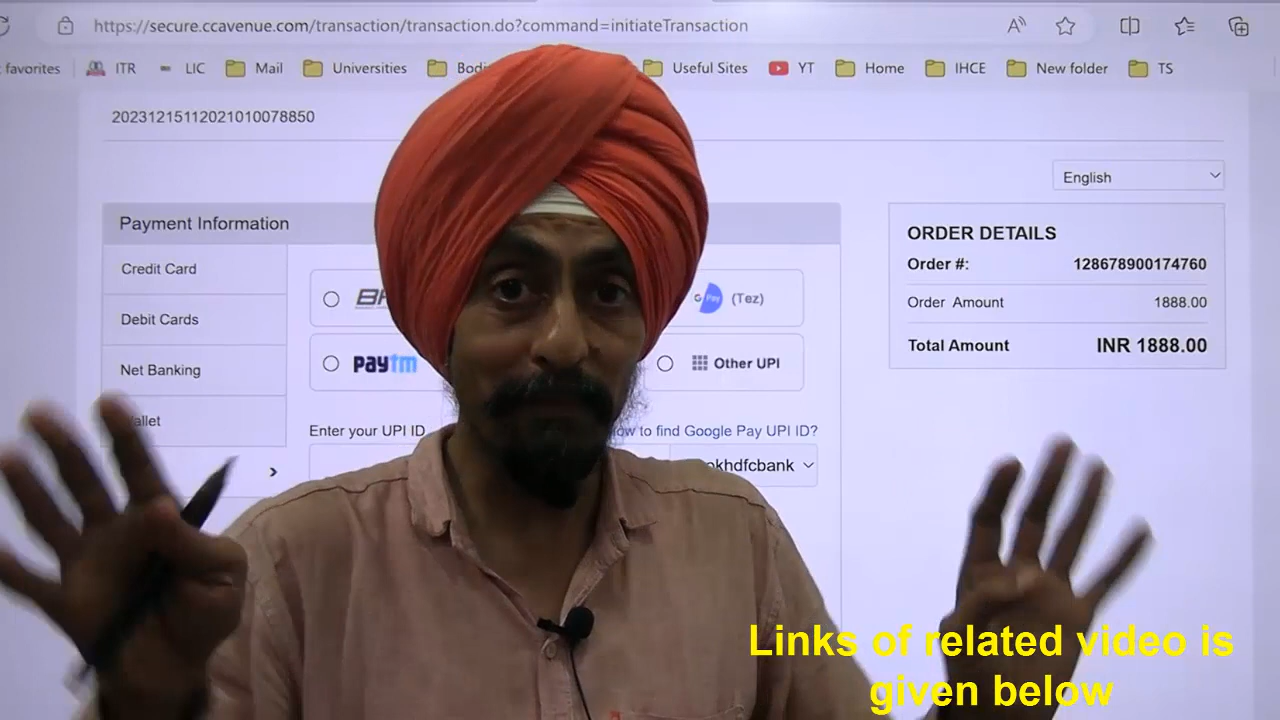 https://secure.ccavenue.com/transaction/transaction.do?command=initiateTransaction
favorites ITR LIC Mail Universities Useful Sites YT Home IHCE New folder TS
20231215112021010078850
English
Payment Information
ORDER DETAILS
Credit Card
Order #: 128678900174760
G Pay (Tez)
Order Amount 1888.00
Debit Cards
Total Amount INR 1888.00
Paytm
Other UPI
Net Banking
Enter your UPI ID
to find Google Pay UPI ID?
okhdfcbank
Links of related video is
given below